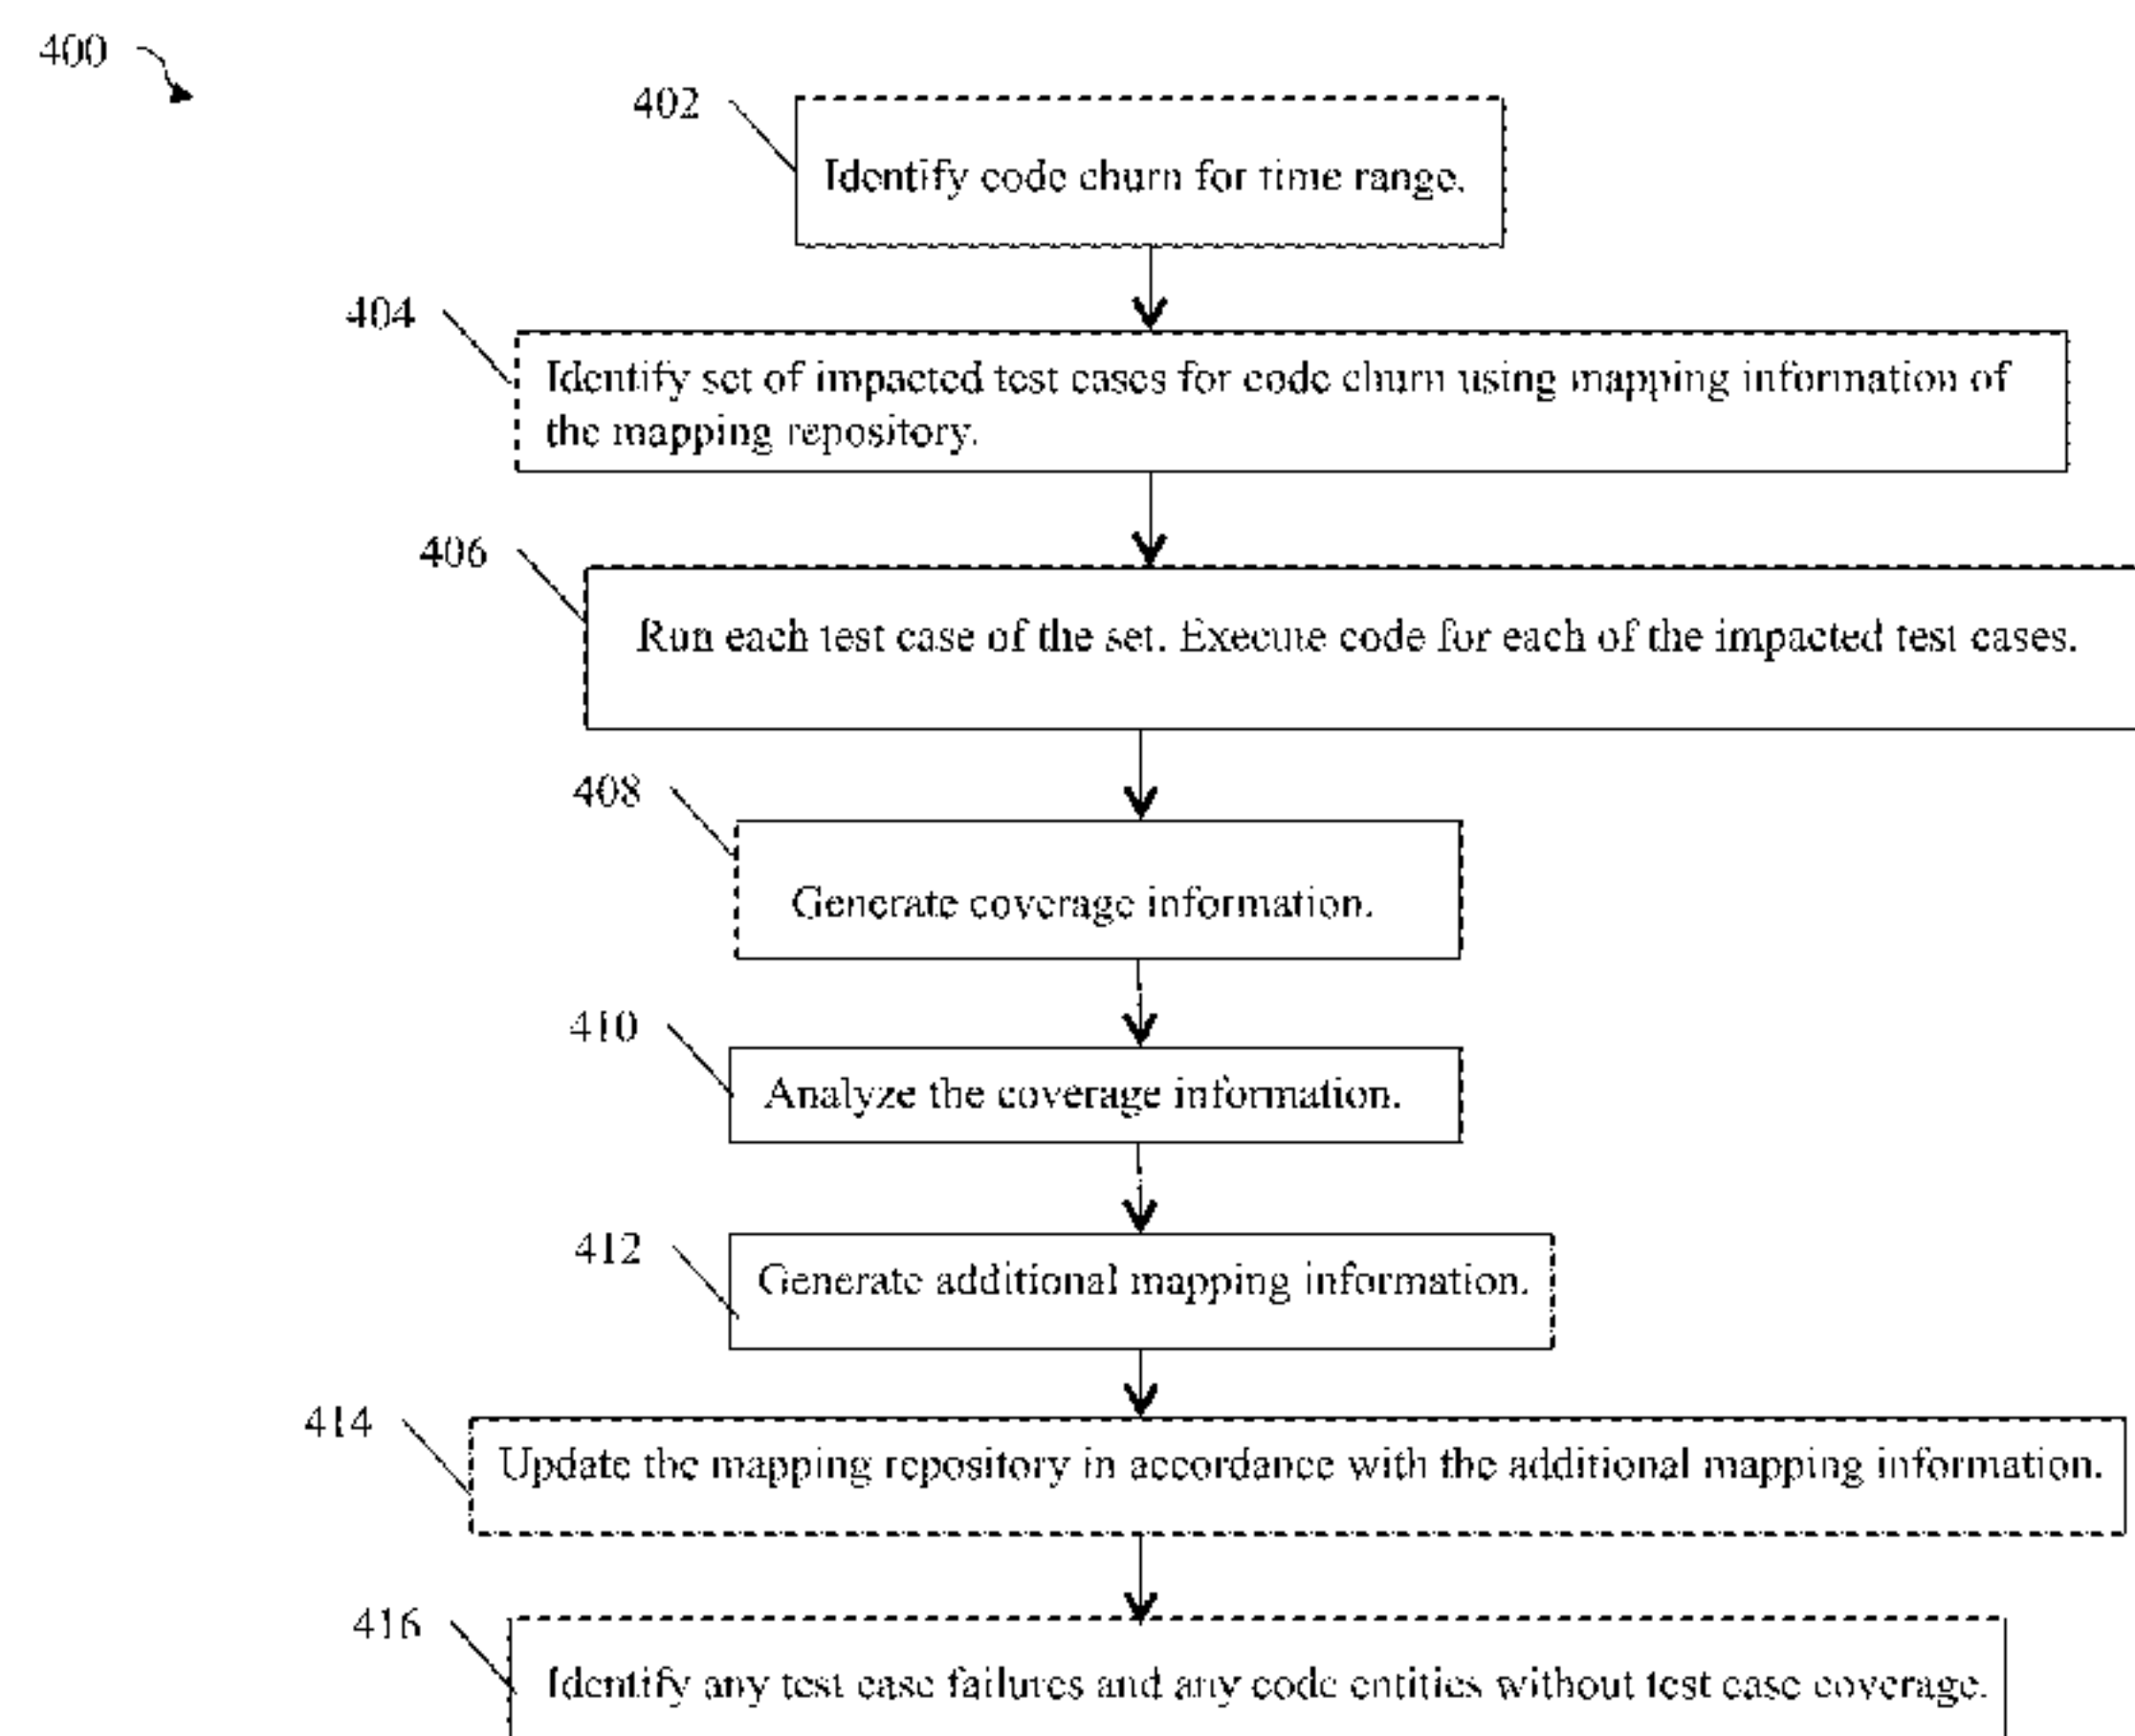 400
402
Identify code churn for time range.
404
Identify set of impacted test cases for code churn using mapping information of
the mapping repository.
406
Run each test case of the set. Execute code for each of the impacted test cases.
408
Generate coverage information.
410
Analyze the coverage information.
412
Generate additional mapping information.
414
Update the mapping repository in accordance with the additional mapping information.
416
Identify any test case failures and any code entities without test case coverage.